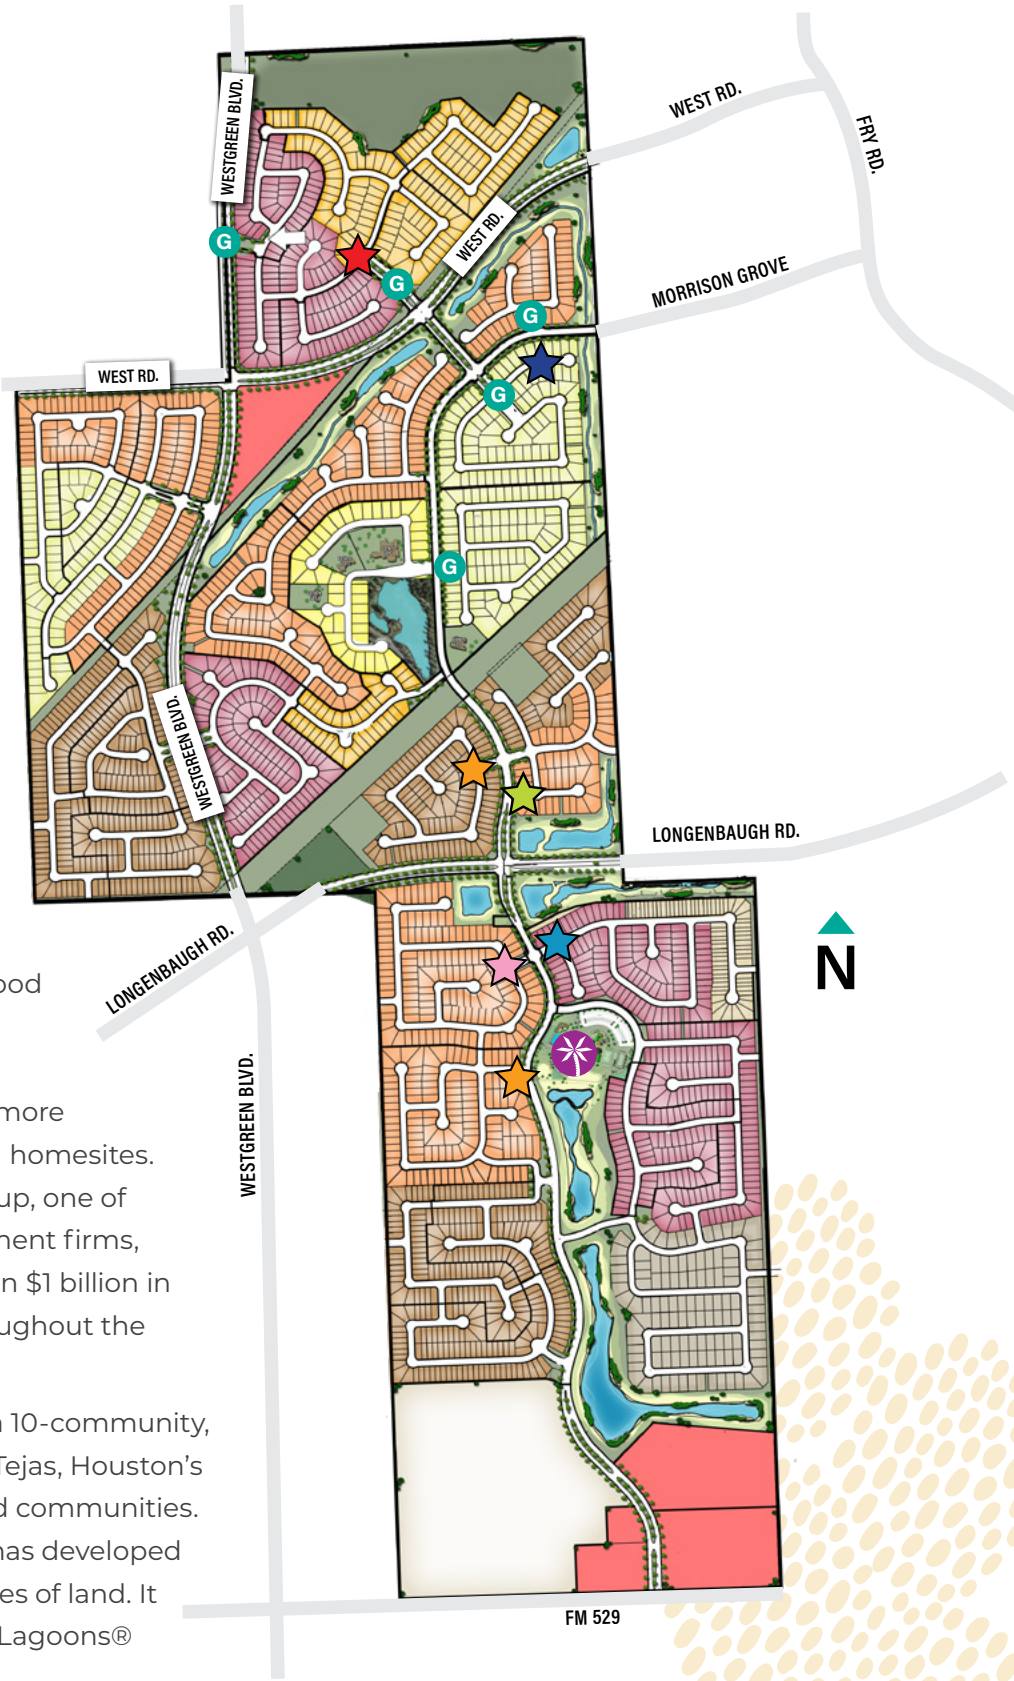 WESTGREEN BLVD.
WEST RD.
FRY RD.
WEST RD.
G
G
MORRISON GROVE
G
WEST RD.
G
G
WESTGREEN BLVD.
LONGENBAUGH RD.
LONGENBAUGH RD.
N
ood
WESTGREEN BLVD.
more
homesites.
up, one of
nent firms,
n $1 billion in
ughout the
n 10-community,
Tejas, Houston's
d communities.
has developed
es of land. It
Lagoons®
FM 529